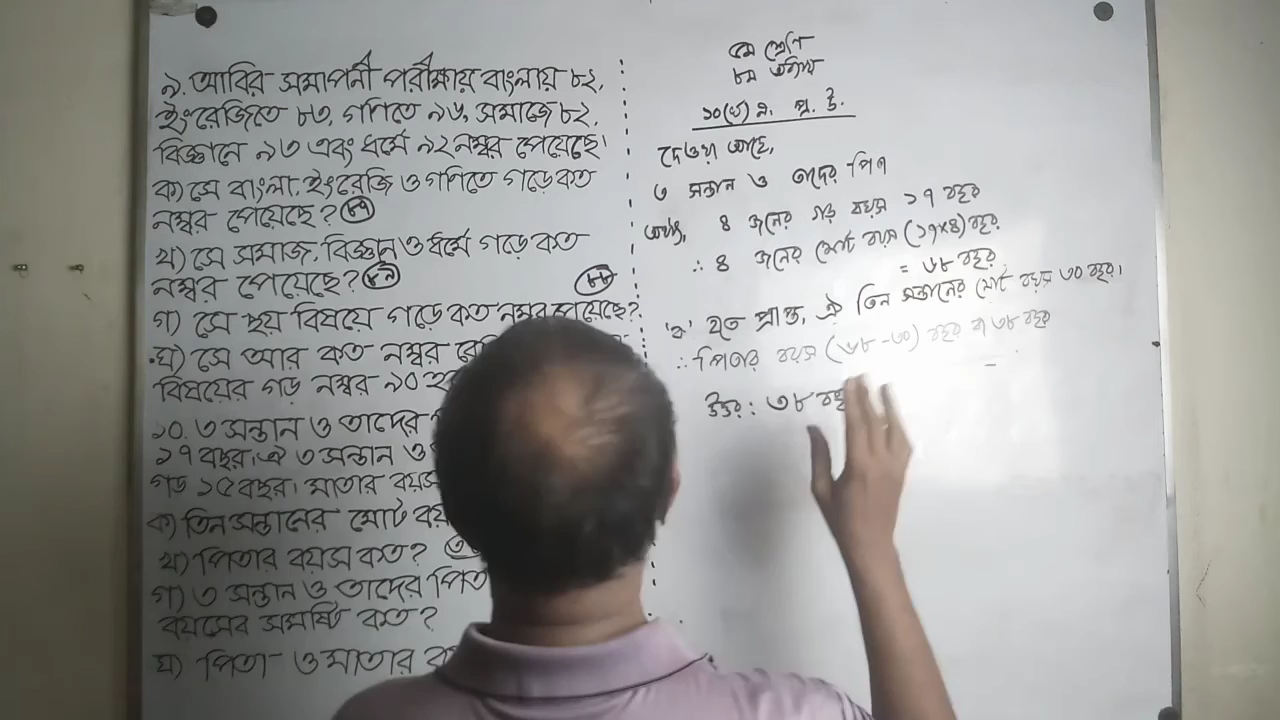 ৯. আবির সমাপনী পরীক্ষায় বাংলায় ৮২,
ইংরেজিতে ৮৩, গণিতে ৯৬, সমাজে ৮২,
বিজ্ঞানে ৯৩ এবং ধর্মে ৯২ নম্বর পেয়েছে।
ক) সে বাংলা, ইংরেজি ও গণিতে গড়ে কত
নম্বর পেয়েছে? ৮৭
খ) সে সমাজ, বিজ্ঞান ও ধর্মে গড়ে কত
নম্বর পেয়েছে? ৮৯
৮৮
গ) সে ছয় বিষয়ে গড়ে কত নম্বর পেয়েছে?
ঘ) সে আর কত নম্বর
বিষয়ের গড় নম্বর ৯০
১০. ৩ সন্তান ও তাদের
১৭ বছর। ঐ ৩ সন্তান ও
গড় ১৫ বছর। মাতার বয়স
ক) তিন সন্তানের মোট
খ) পিতার বয়স কত?
গ) ৩ সন্তান ও তাদের
বয়সের সমষ্টি কত?
ঘ) পিতা ও মাতার
৫ম শ্রেণি
৮ম অধ্যায়
১০(খ) ন. প্র. উ.
দেওয়া আছে,
৩ সন্তান ও তাদের পিতা
অর্থাৎ, ৪ জনের গড় বয়স ১৭ বছর
∴ ৪ জনের মোট বয়স (১৭×৪) বছর
= ৬৮ বছর
'ক' হতে প্রাপ্ত, ঐ তিন সন্তানের মোট বয়স ৩০ বছর।
∴ পিতার বয়স (৬৮-৩০) বছর বা ৩৮ বছর
উত্তর: ৩৮